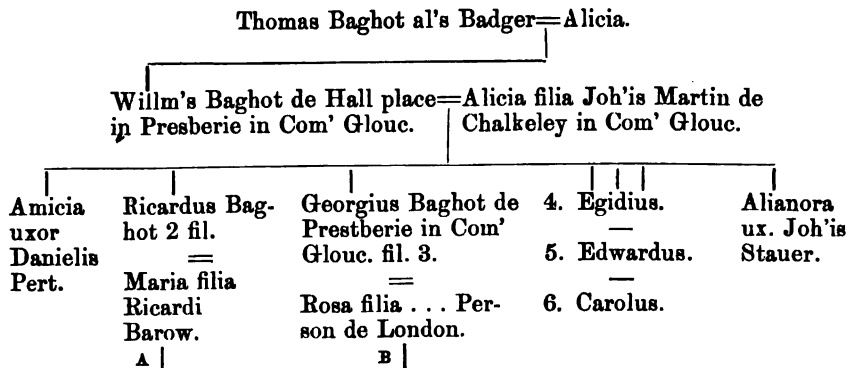 Thomas Baghot al's Badger=Alicia.
Willm's Baghot de Hall place=Alicia filia Joh'is Martin de
in Presberie in Com' Glouc. Chalkeley in Com' Glouc.
Amicia
uxor
Danielis
Pert.
Ricardus Bag-
hot 2 fil.
=
Maria filia
Ricardi
Barow.
A
Georgius Baghot de
Prestberie in Com'
Glouc. fil. 3.
=
Rosa filia . . . Per-
son de London.
B
4. Egidius.
—
5. Edwardus.
—
6. Carolus.
Alianora
ux. Joh'is
Stauer.